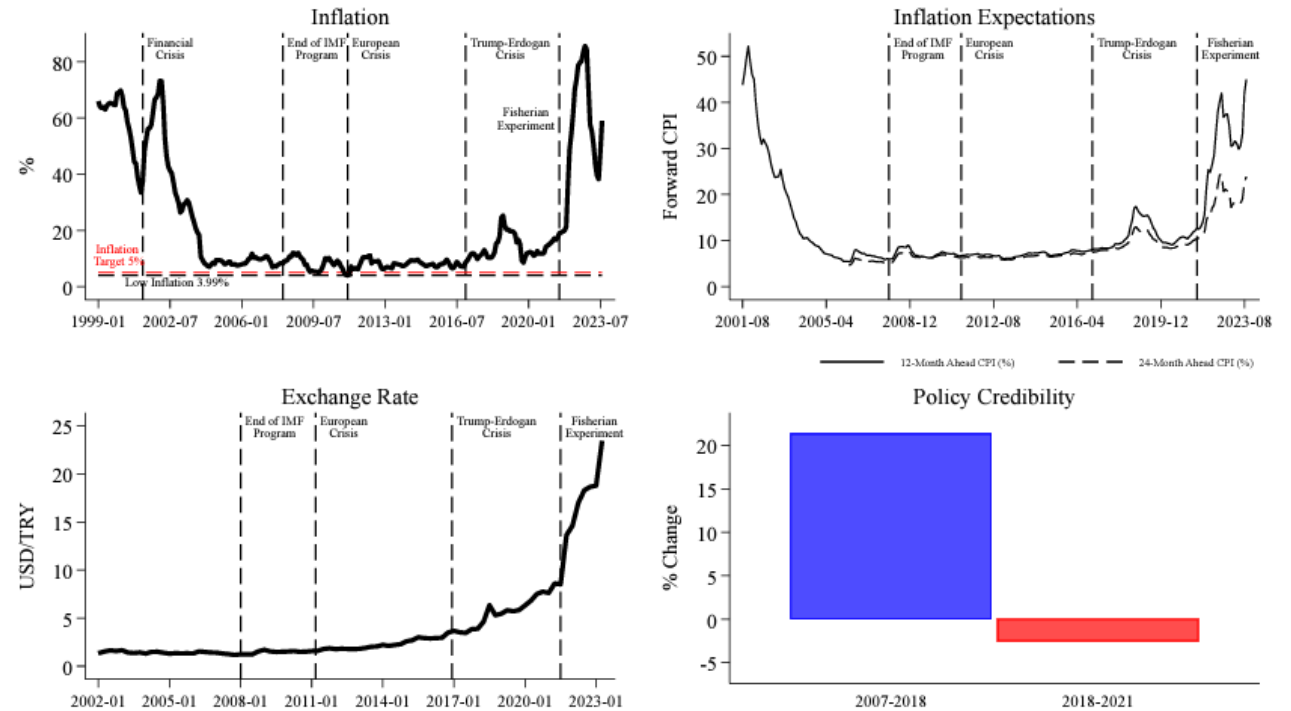 Inflation
Financial
Crisis
End of IMF
Program
European
Crisis
Trump-Erdogan
Crisis
Fisherian
Experiment
%
80
60
40
20
0
Inflation
Target 5%
Low Inflation 3.99%
1999-01 2002-07 2006-01 2009-07 2013-01 2016-07 2020-01 2023-07
Inflation Expectations
End of IMF
Program
European
Crisis
Trump-Erdogan
Crisis
Fisherian
Experiment
Forward CPI
50
40
30
20
10
0
2001-08 2005-04 2008-12 2012-08 2016-04 2019-12 2023-08
12-Month Ahead CPI (%) 24-Month Ahead CPI (%)
Exchange Rate
End of IMF
Program
European
Crisis
Trump-Erdogan
Crisis
Fisherian
Experiment
USD/TRY
25
20
15
10
5
0
2002-01 2005-01 2008-01 2011-01 2014-01 2017-01 2020-01 2023-01
Policy Credibility
% Change
20
15
10
5
0
-5
2007-2018 2018-2021